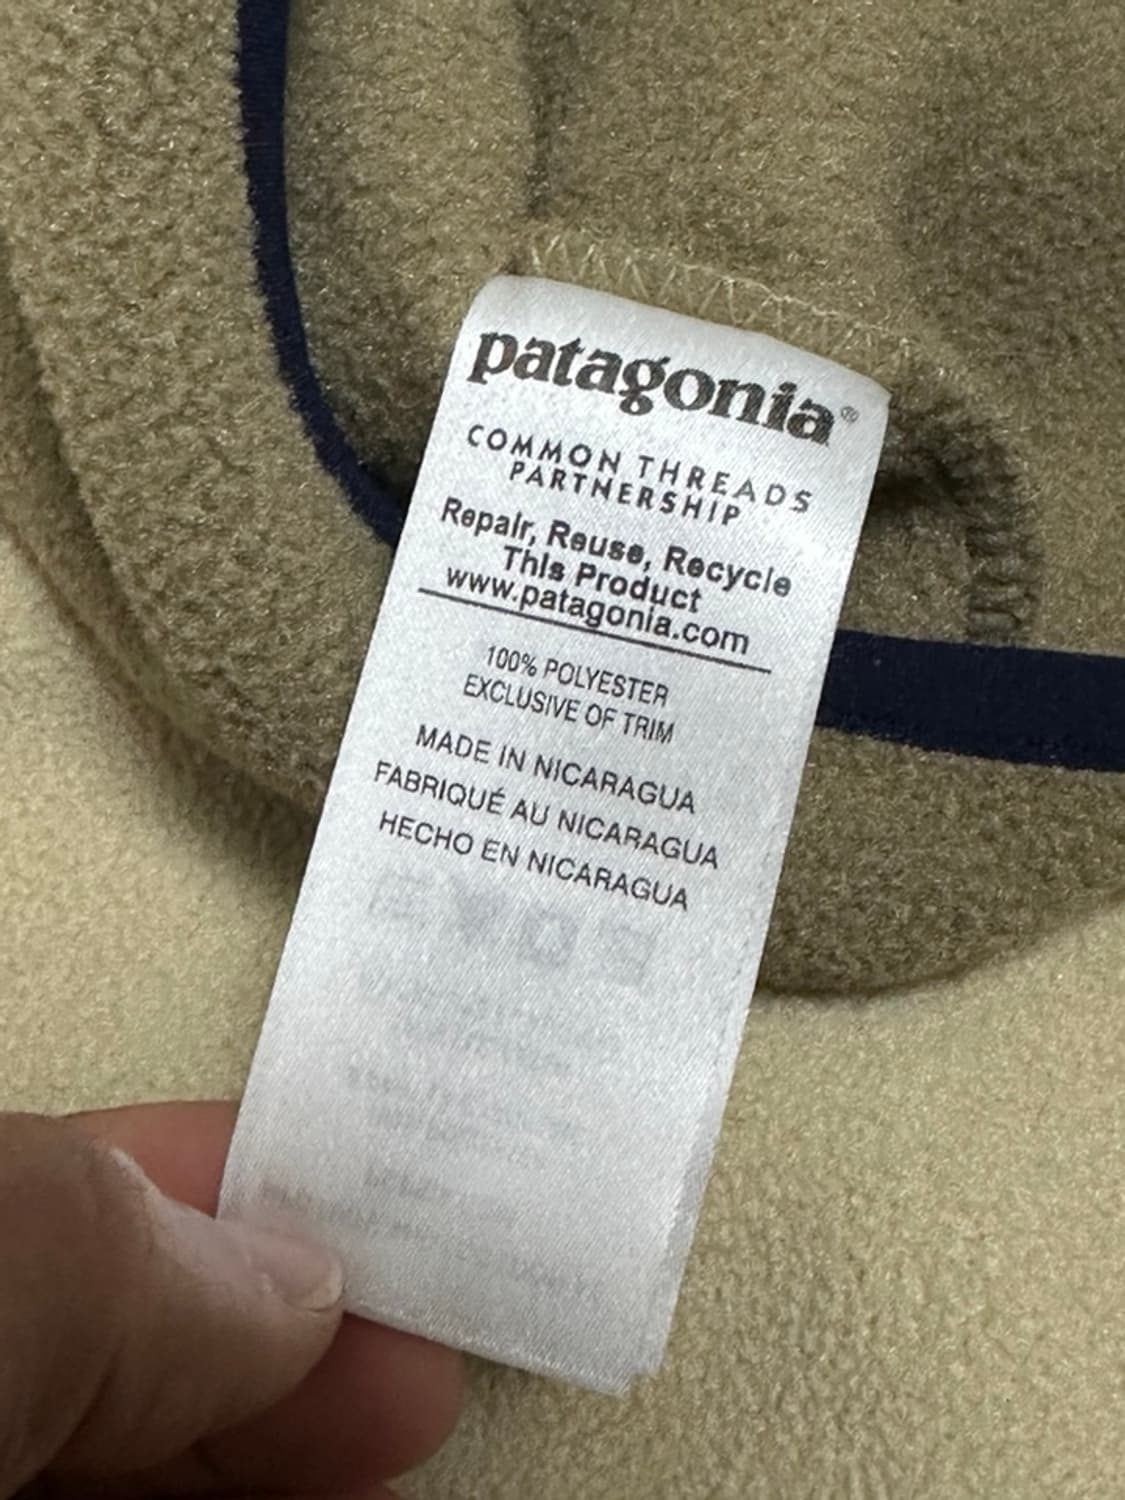 patagonia®
COMMON THREADS
PARTNERSHIP
Repair, Reuse, Recycle
This Product
www.patagonia.com
100% POLYESTER
EXCLUSIVE OF TRIM
MADE IN NICARAGUA
FABRIQUÉ AU NICARAGUA
HECHO EN NICARAGUA